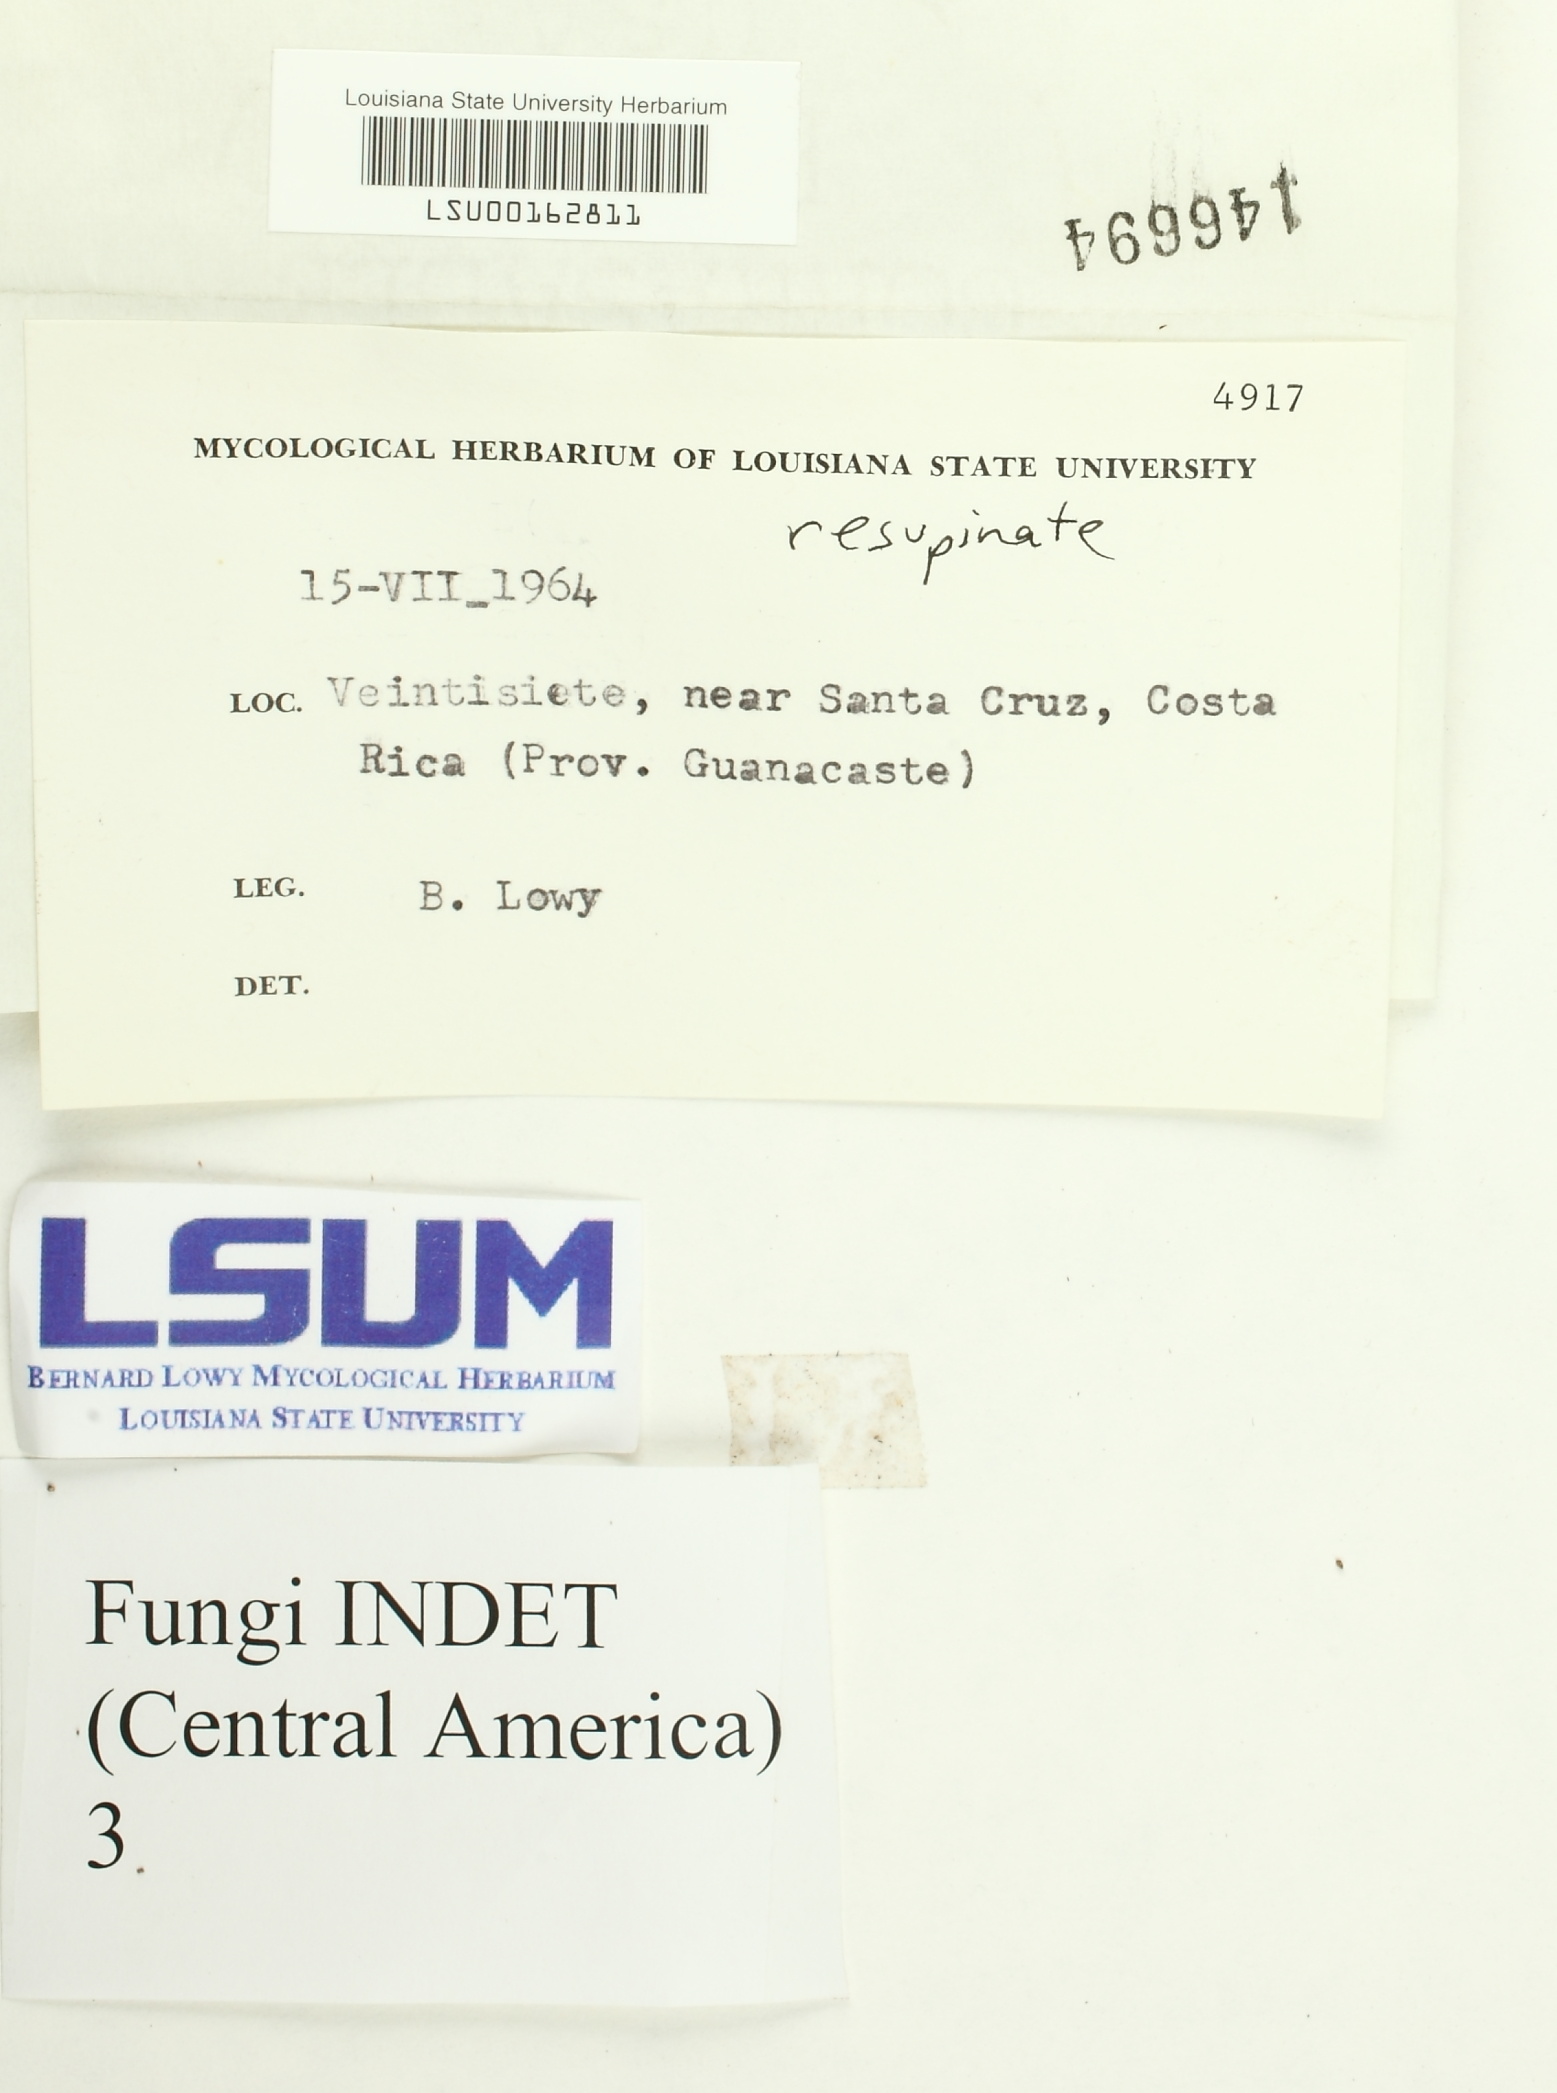 Louisiana State University Herbarium
LSU00162811
146694
4917
MYCOLOGICAL HERBARIUM OF LOUISIANA STATE UNIVERSITY
resupinate
15-VII_1964
LOC. Veintisiete, near Santa Cruz, Costa
Rica (Prov. Guanacaste)
LEG. B. Lowy
DET.
LSUM
BERNARD LOWY MYCOLOGICAL HERBARIUM
LOUISIANA STATE UNIVERSITY
Fungi INDET
(Central America)
3